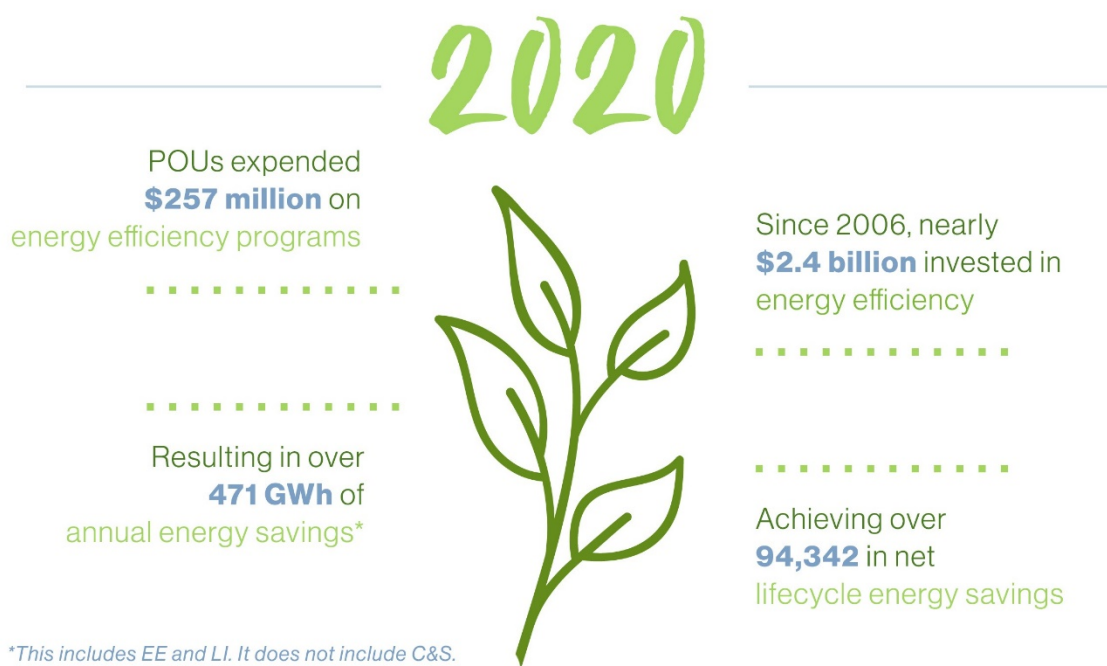 2020
POUs expended
$257 million on
energy efficiency programs
Resulting in over
471 GWh of
annual energy savings*
Since 2006, nearly
$2.4 billion invested in
energy efficiency
Achieving over
94,342 in net
lifecycle energy savings
*This includes EE and LI. It does not include C&S.